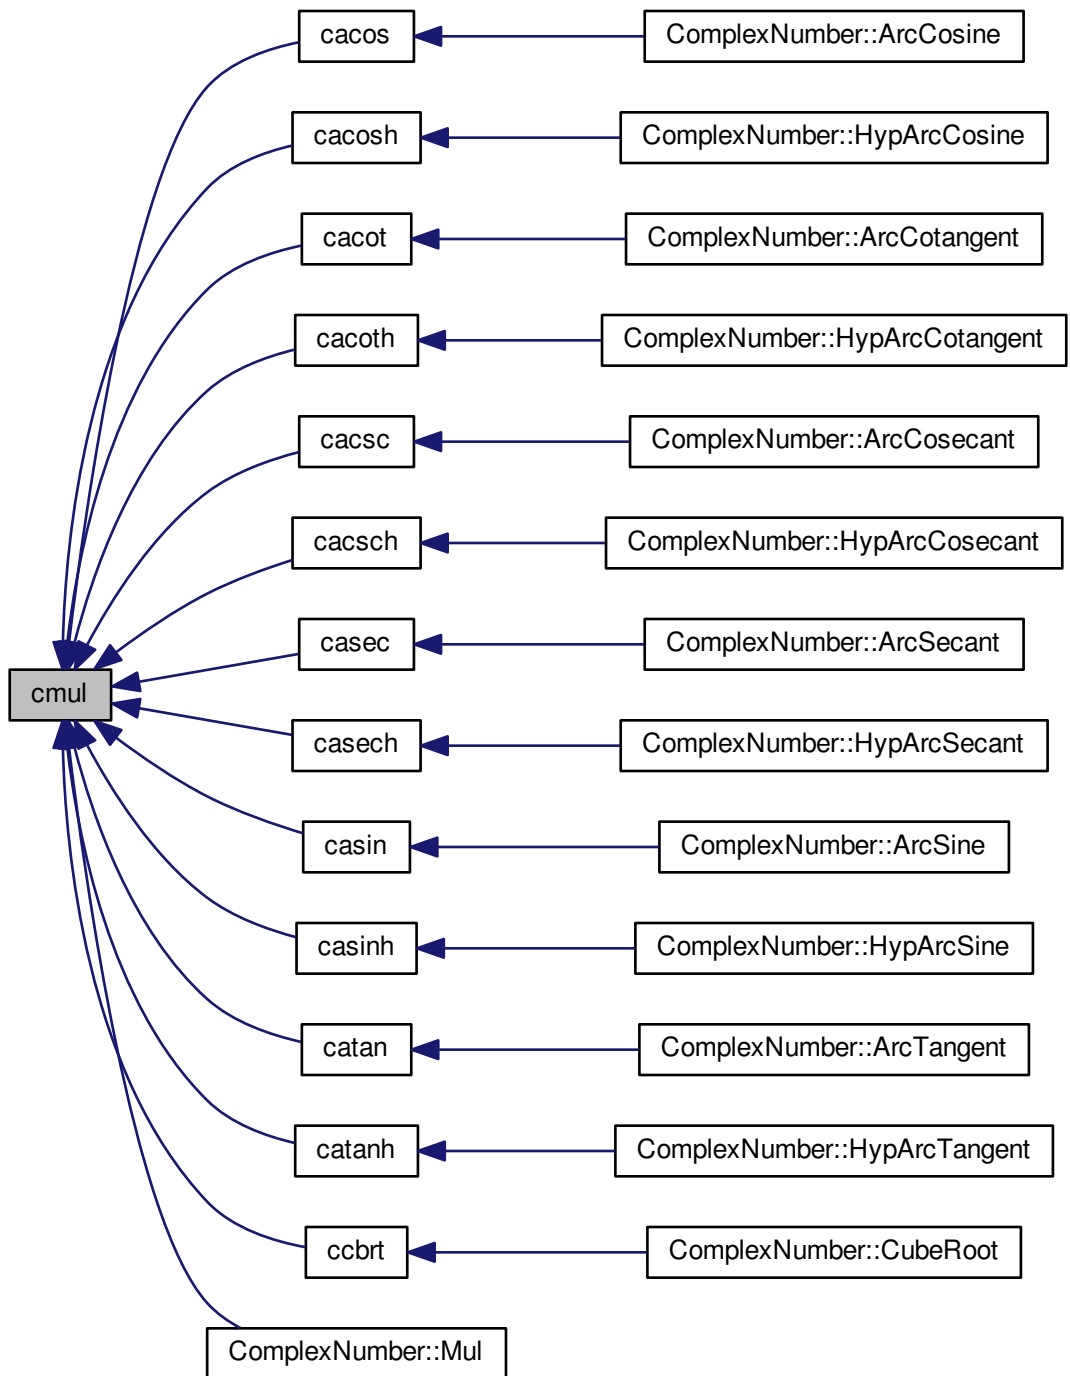 cacos
ComplexNumber::ArcCosine
cacosh
ComplexNumber::HypArcCosine
cacot
ComplexNumber::ArcCotangent
cacoth
ComplexNumber::HypArcCotangent
cacsc
ComplexNumber::ArcCosecant
cacsch
ComplexNumber::HypArcCosecant
casec
ComplexNumber::ArcSecant
cmul
casech
ComplexNumber::HypArcSecant
casin
ComplexNumber::ArcSine
casinh
ComplexNumber::HypArcSine
catan
ComplexNumber::ArcTangent
catanh
ComplexNumber::HypArcTangent
ccbrt
ComplexNumber::CubeRoot
ComplexNumber::Mul